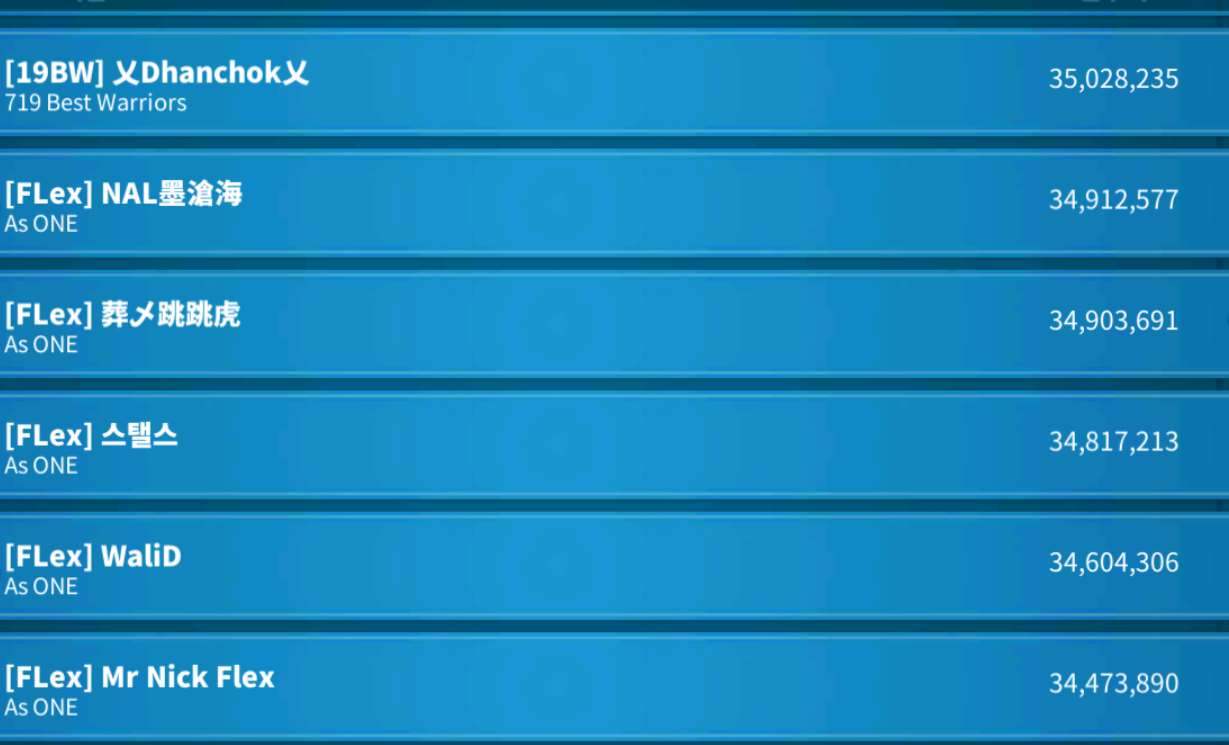 [19BW] 乂Dhanchok乂
35,028,235
719 Best Warriors
[FLex] NAL墨滄海
34,912,577
As ONE
[FLex] 葬メ跳跳虎
34,903,691
As ONE
[FLex] 스탤스
34,817,213
As ONE
[FLex] WaliD
34,604,306
As ONE
[FLex] Mr Nick Flex
34,473,890
As ONE